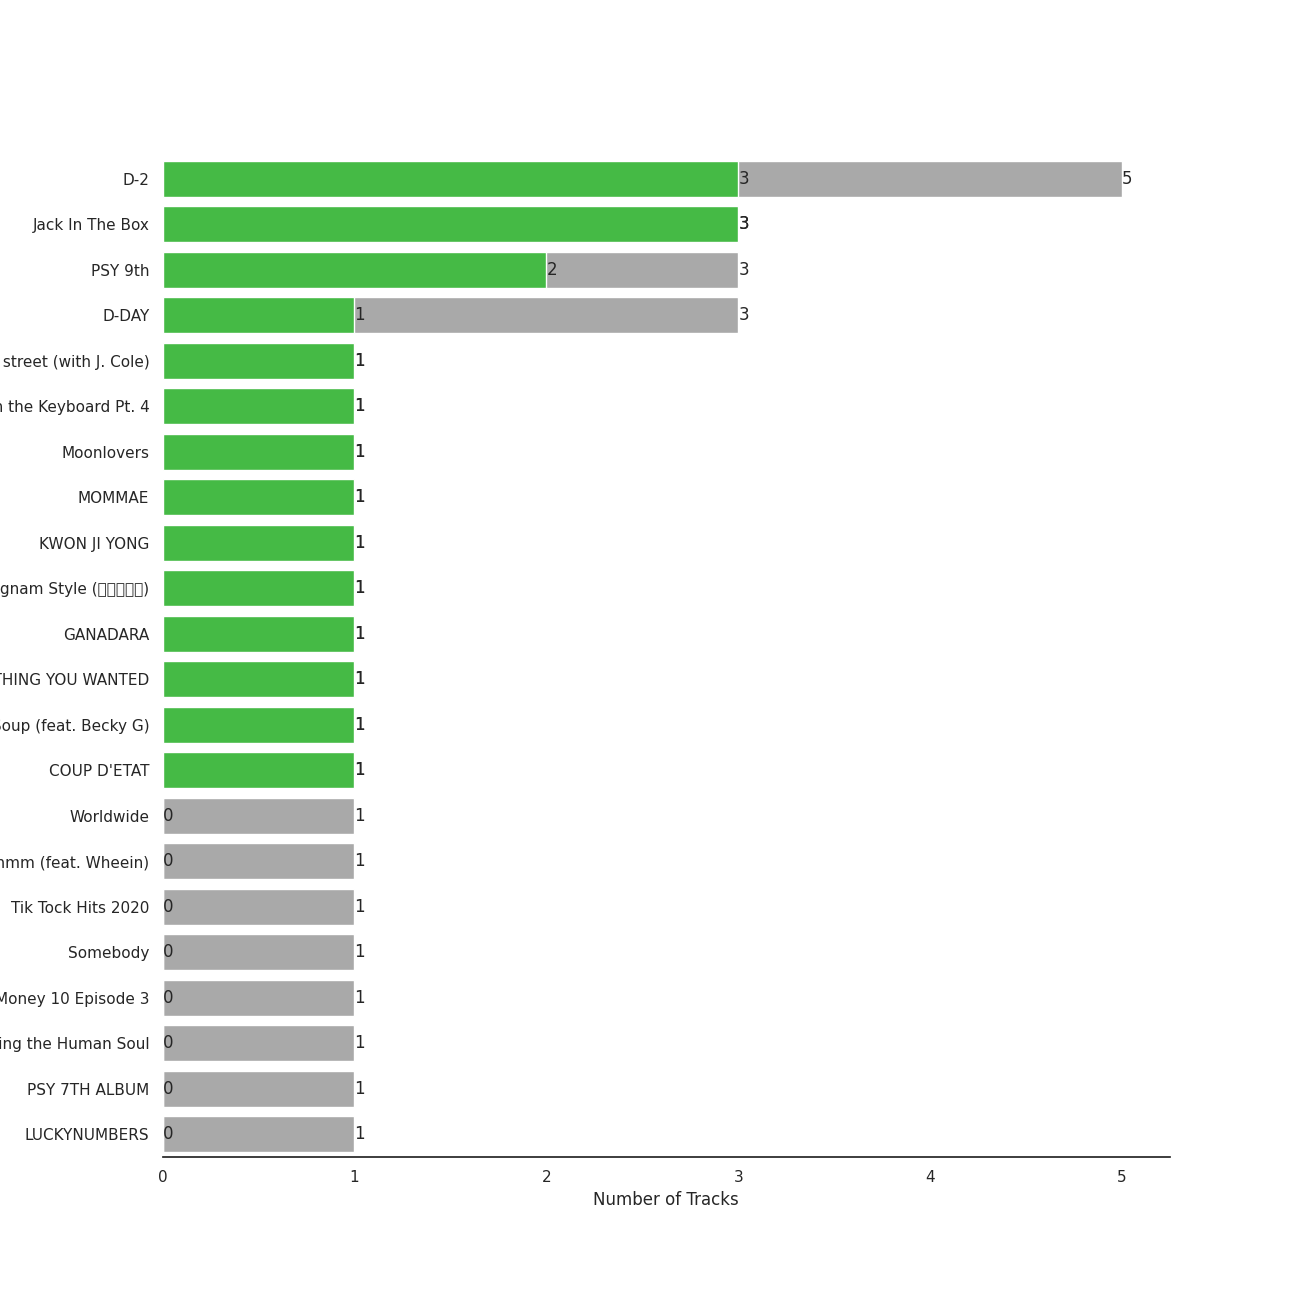 D-2 3 5
Jack In The Box 3
PSY 9th 2 3
D-DAY 1 3
street (with J. Cole) 1
the Keyboard Pt. 4 1
Moonlovers 1
MOMMAE 1
KWON JI YONG 1
gnam Style (▯▯▯▯▯) 1
GANADARA 1
THING YOU WANTED 1
Soup (feat. Becky G) 1
COUP D'ETAT 1
Worldwide 0 1
mm (feat. Wheein) 0 1
Tik Tock Hits 2020 0 1
Somebody 0 1
Money 10 Episode 3 0 1
ing the Human Soul 0 1
PSY 7TH ALBUM 0 1
LUCKYNUMBERS 0 1
0 1 2 3 4 5
Number of Tracks